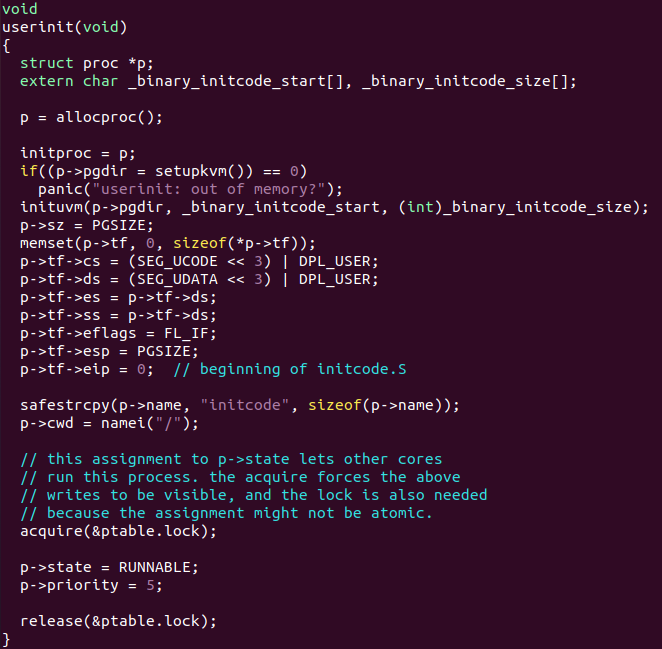 void
userinit(void)
{
  struct proc *p;
  extern char _binary_initcode_start[], _binary_initcode_size[];

  p = allocproc();

  initproc = p;
  if((p->pgdir = setupkvm()) == 0)
    panic("userinit: out of memory?");
  inituvm(p->pgdir, _binary_initcode_start, (int)_binary_initcode_size);
  p->sz = PGSIZE;
  memset(p->tf, 0, sizeof(*p->tf));
  p->tf->cs = (SEG_UCODE << 3) | DPL_USER;
  p->tf->ds = (SEG_UDATA << 3) | DPL_USER;
  p->tf->es = p->tf->ds;
  p->tf->ss = p->tf->ds;
  p->tf->eflags = FL_IF;
  p->tf->esp = PGSIZE;
  p->tf->eip = 0;  // beginning of initcode.S

  safestrcpy(p->name, "initcode", sizeof(p->name));
  p->cwd = namei("/");

  // this assignment to p->state lets other cores
  // run this process. the acquire forces the above
  // writes to be visible, and the lock is also needed
  // because the assignment might not be atomic.
  acquire(&ptable.lock);

  p->state = RUNNABLE;
  p->priority = 5;

  release(&ptable.lock);
}